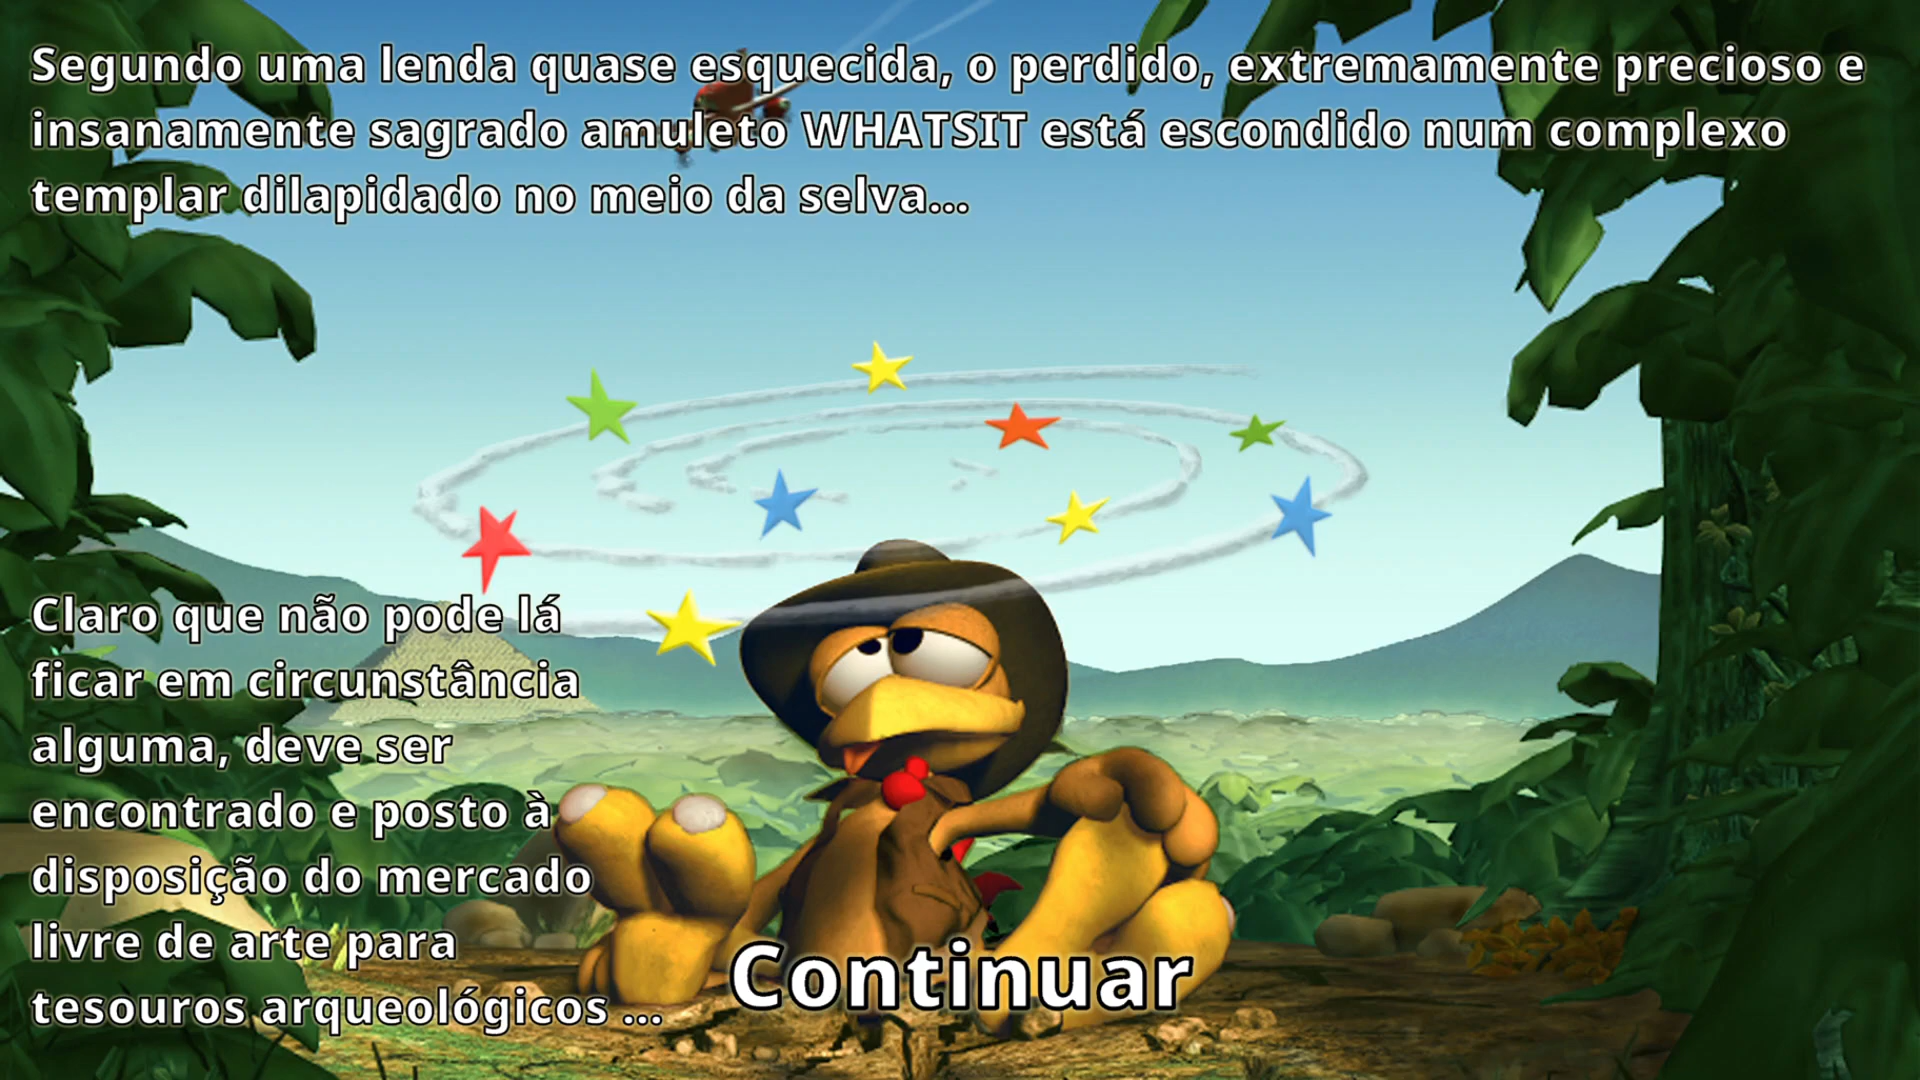 Segundo uma lenda quase esquecida, o perdido, extremamente precioso e
insanamente sagrado amuleto WHATSIT está escondido num complexo
templar dilapidado no meio da selva...
Claro que não pode lá
ficar em circunstância
alguma, deve ser
encontrado e posto à
disposição do mercado
livre de arte para
tesouros arqueológicos ...
Continuar